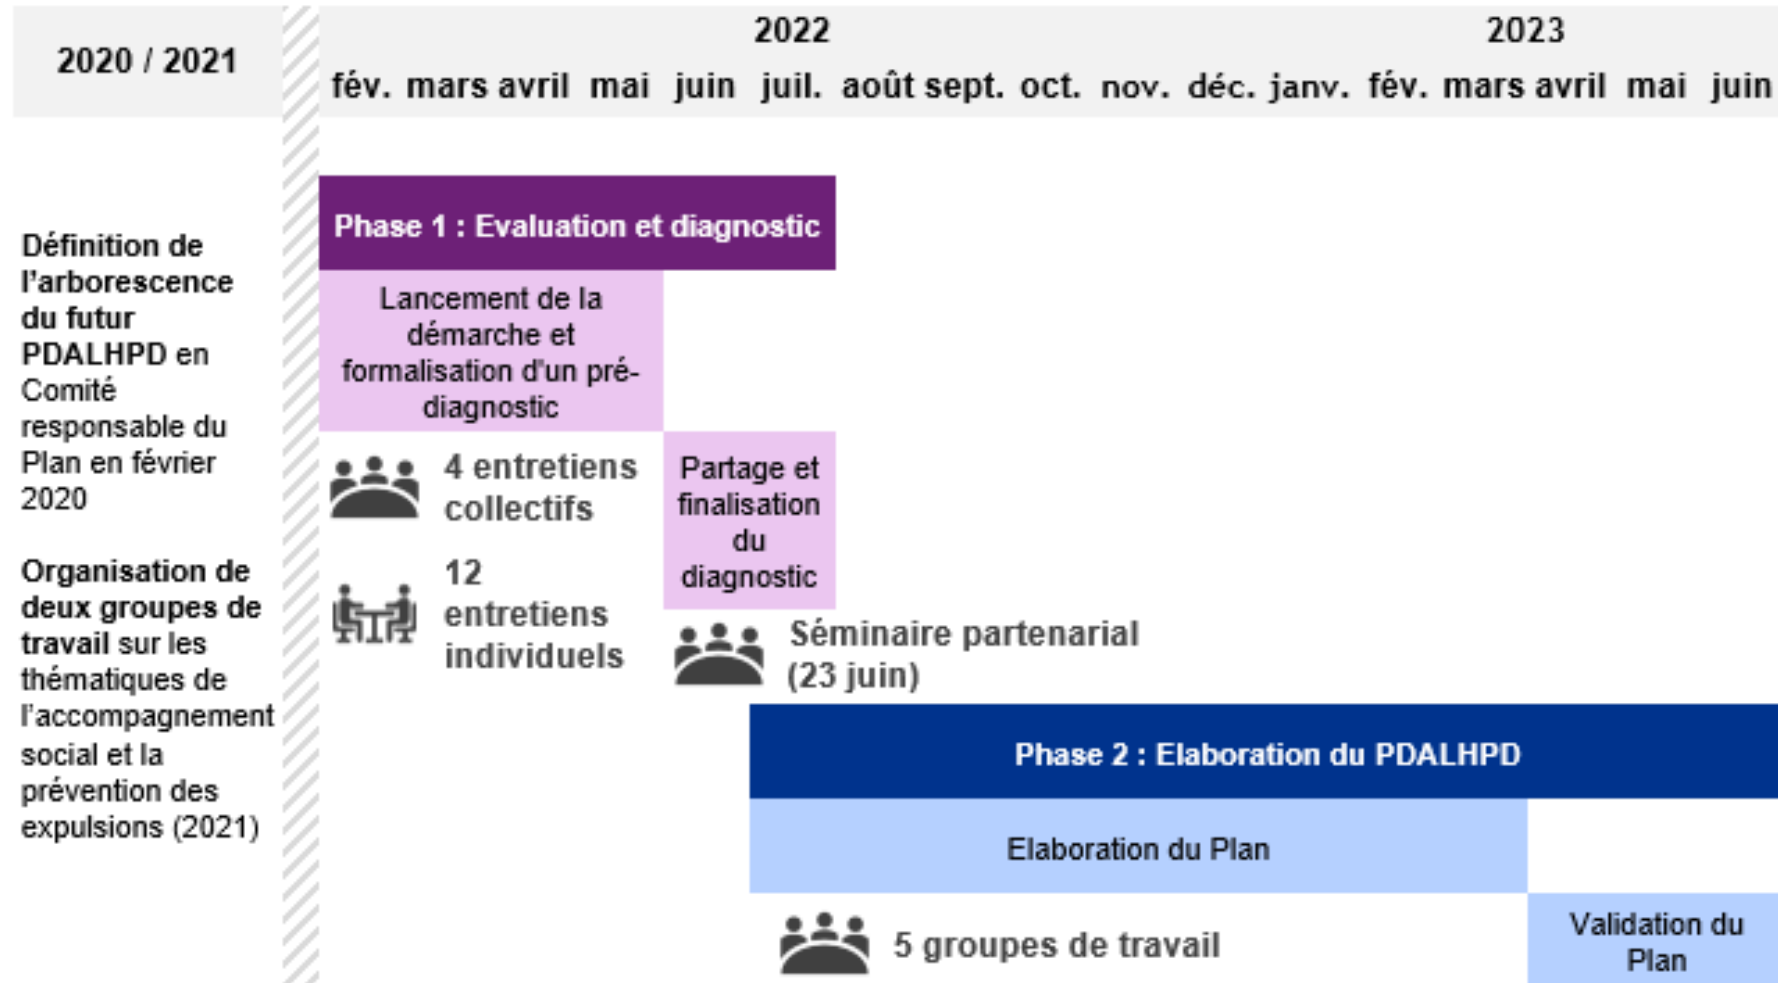 2020 / 2021
2022
2023
fév. mars avril mai juin juil. août sept. oct. nov. déc. janv. fév. mars avril mai juin
Définition de
l'arborescence
du futur
PDALHPD en
Comité
responsable du
Plan en février
2020
Organisation de
deux groupes de
travail sur les
thématiques de
l'accompagnement
social et la
prévention des
expulsions (2021)
Phase 1 : Evaluation et diagnostic
Lancement de la
démarche et
formalisation d'un pré-
diagnostic
4 entretiens
collectifs
12
entretiens
individuels
Partage et
finalisation
du
diagnostic
Séminaire partenarial
(23 juin)
Phase 2 : Elaboration du PDALHPD
Elaboration du Plan
5 groupes de travail
Validation du
Plan